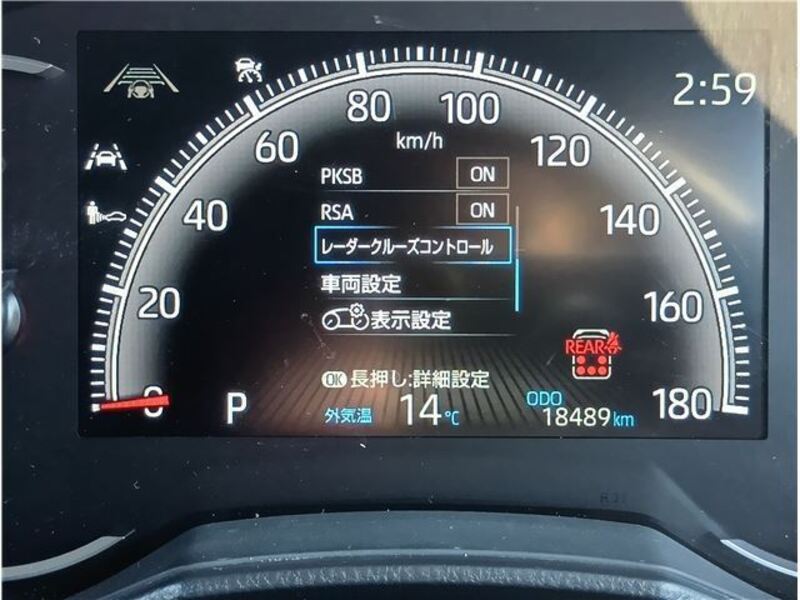 2:59
80
100
km/h
60
120
PKSB ON
40
RSA ON
140
レーダークルーズコントロール
車両設定
20
160
表示設定
REAR
OK 長押し:詳細設定
0
P
外気温 14℃
ODO
18489km
180